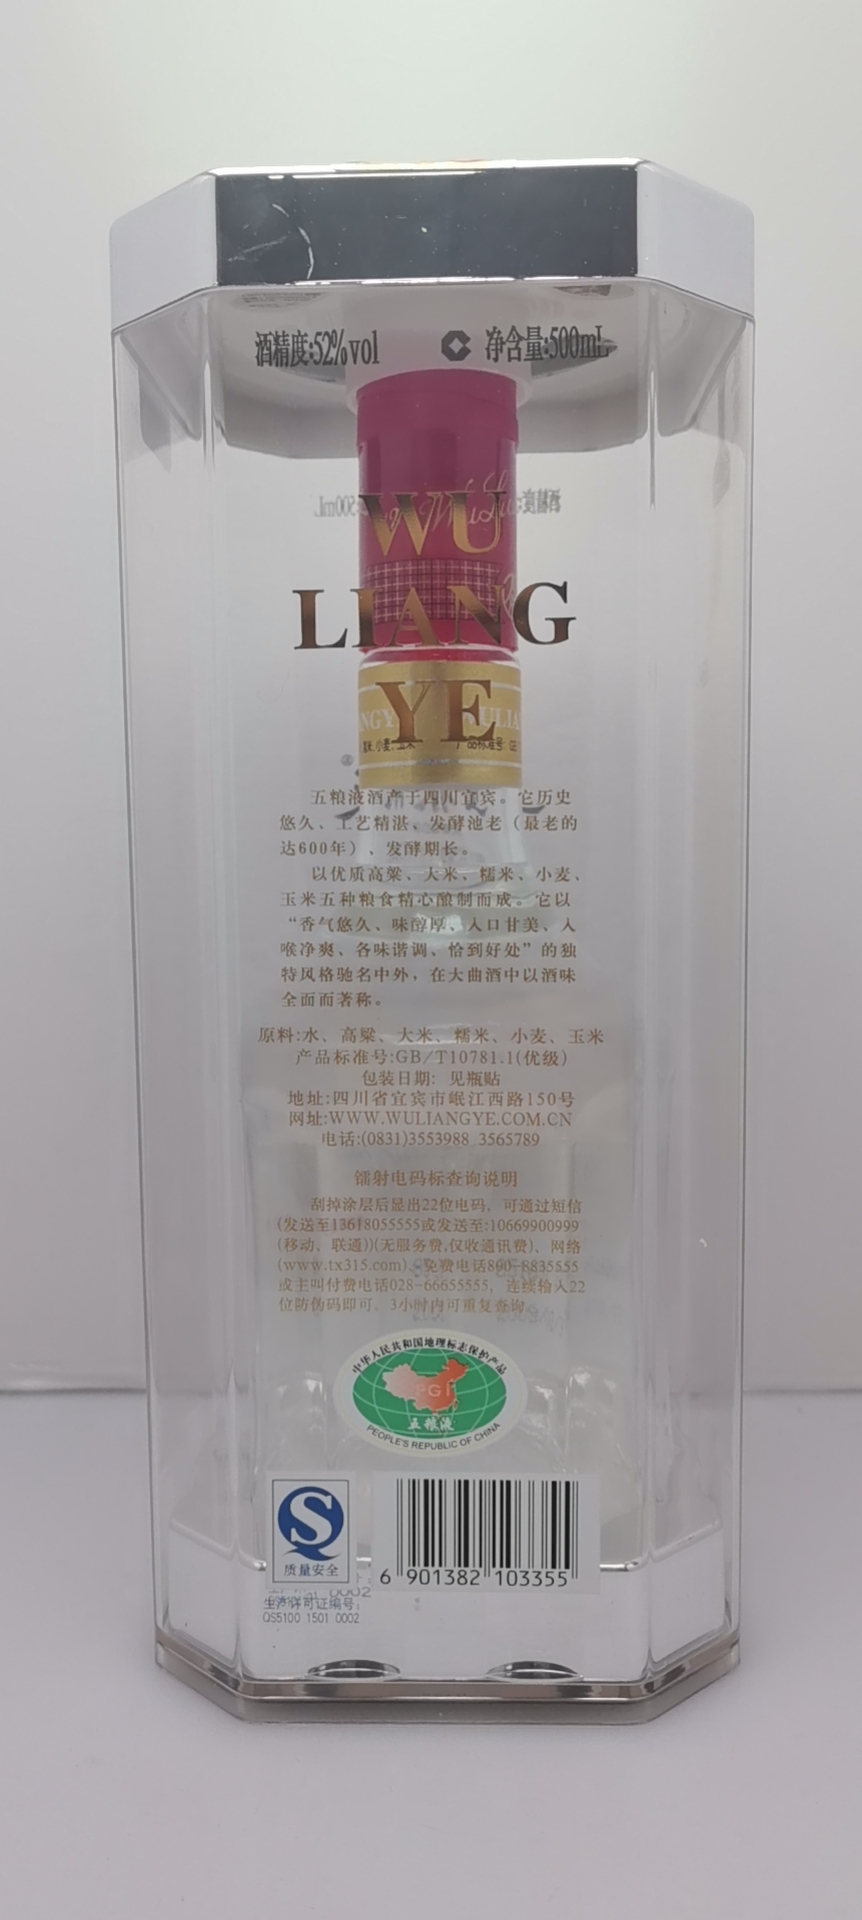 酒精度:52%vol 净含量:500mL
WU
LIANG
YE
五粮液酒产于四川宜宾。它历史
悠久、工艺精湛、发酵池老（最老的
达600年）、发酵期长。
以优质高粱、大米、糯米、小麦、
玉米五种粮食精心酿制而成。它以
“香气悠久、味醇厚、入口甘美、入
喉净爽、各味谐调、恰到好处”的独
特风格驰名中外，在大曲酒中以酒味
全面而著称。
原料:水、高粱、大米、糯米、小麦、玉米
产品标准号:GB/T10781.1(优级)
包装日期: 见瓶贴
地址:四川省宜宾市岷江西路150号
网址:WWW.WULIANGYE.COM.CN
电话:(0831)3553988 3565789
镭射电码标查询说明
刮掉涂层后显出22位电码，可通过短信
(发送至13618055555或发送至:10669900999
(移动、联通))(无服务费,仅收通讯费)、网络
(www.tx315.com)、免费电话800-8835555
或主叫付费电话028-66655555，连续输入22
位防伪码即可，3小时内可重复查询
中华人民共和国地理标志保护产品
PGI
五粮液
PEOPLE'S REPUBLIC OF CHINA
质量安全
6 901382 103355
生产许可证编号:
QS5100 1501 0002